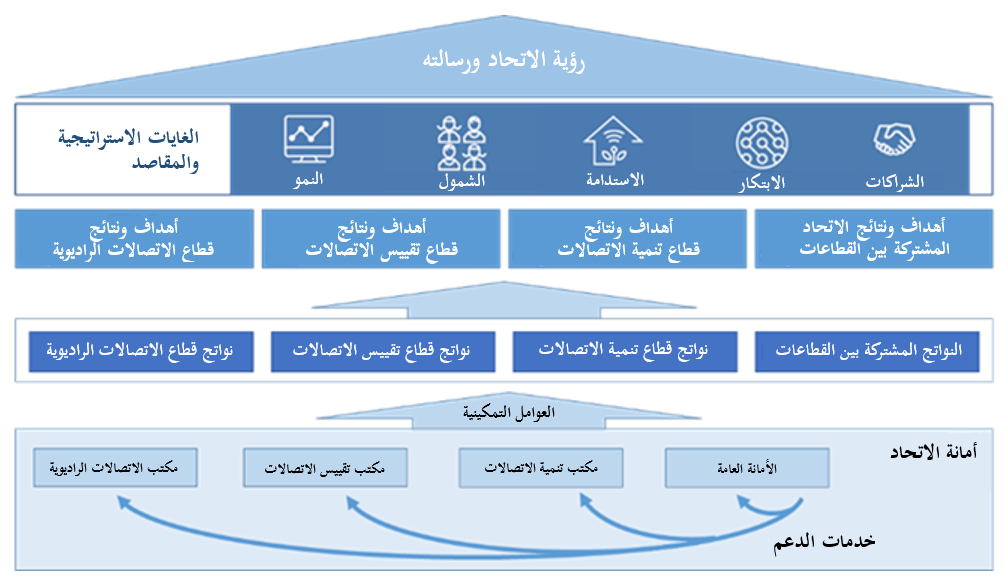 رؤية الاتحاد ورسالته
الغايات الاستراتيجية
والمقاصد
الشراكات
الابتكار
الاستدامة
الشمول
النمو
أهداف ونتائج الاتحاد
المشتركة بين القطاعات
أهداف ونتائج
قطاع تنمية الاتصالات
أهداف ونتائج
قطاع تقييس الاتصالات
أهداف ونتائج
قطاع الاتصالات الراديوية
النواتج المشتركة بين القطاعات
نواتج قطاع تنمية الاتصالات
نواتج قطاع تقييس الاتصالات
نواتج قطاع الاتصالات الراديوية
العوامل التمكينية
أمانة الاتحاد
الأمانة العامة
مكتب تنمية الاتصالات
مكتب تقييس الاتصالات
مكتب الاتصالات الراديوية
خدمات الدعم